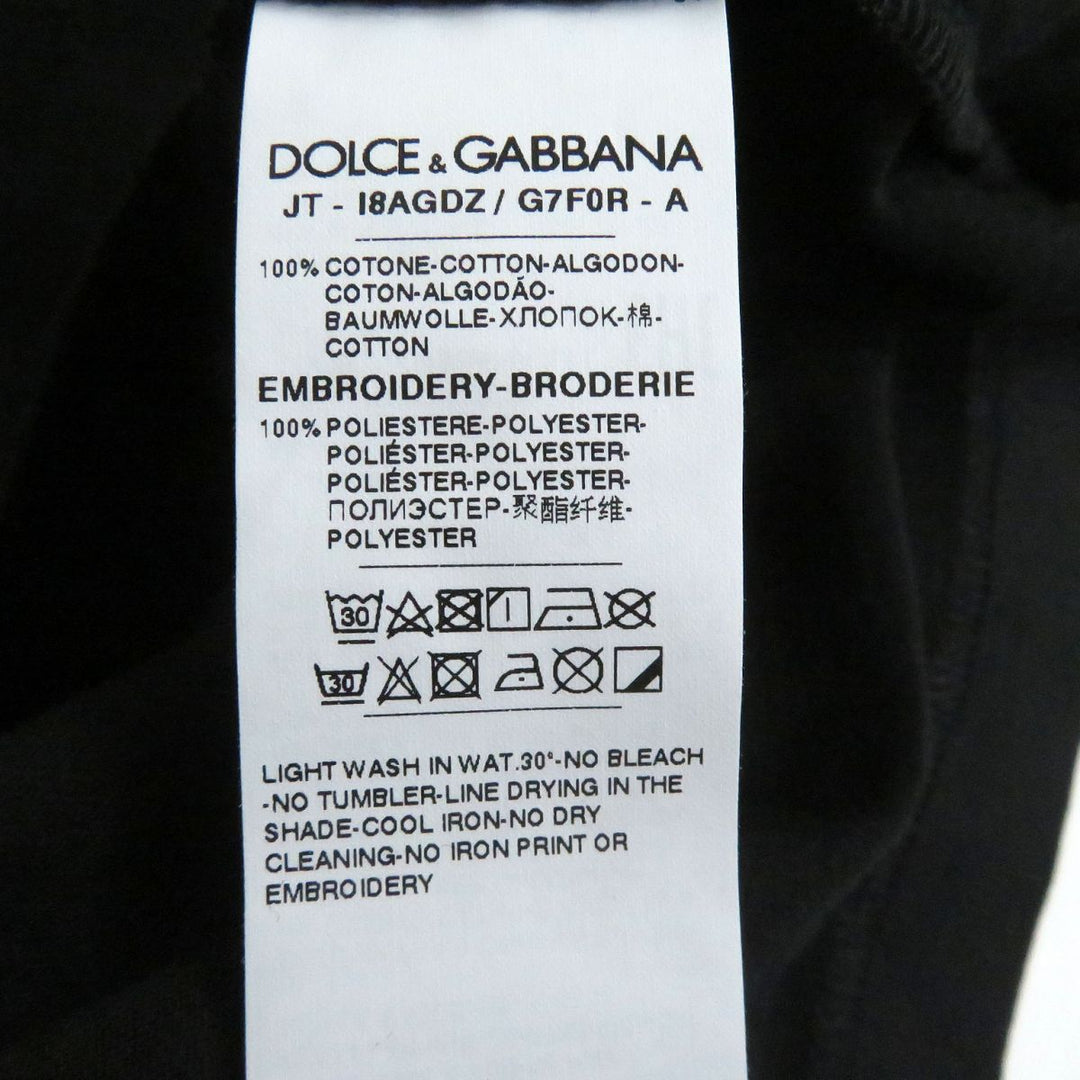 DOLCE & GABBANA
JT - I8AGDZ / G7F0R - A
100% COTONE-COTTON-ALGODON-
COTON-ALGODÃO-
BAUMWOLLE-ХЛОПОК-棉-
COTTON
EMBROIDERY-BRODERIE
100% POLIESTERE-POLYESTER-
POLIÉSTER-POLYESTER-
POLIÉSTER-POLYESTER-
ПОЛИЭСТЕР-聚酯纤维-
POLYESTER
30
30
LIGHT WASH IN WAT.30°-NO BLEACH
-NO TUMBLER-LINE DRYING IN THE
SHADE-COOL IRON-NO DRY
CLEANING-NO IRON PRINT OR
EMBROIDERY